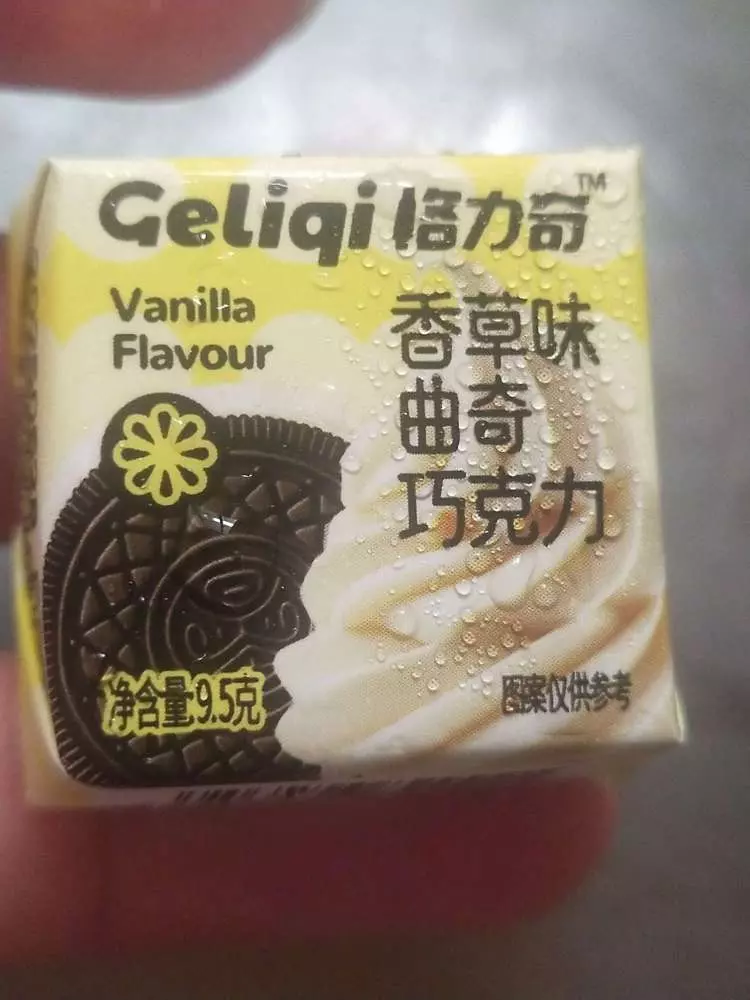 Geliqi 格力奇™
Vanilla
Flavour
香草味
曲奇
巧克力
净含量:9.5克
图案仅供参考